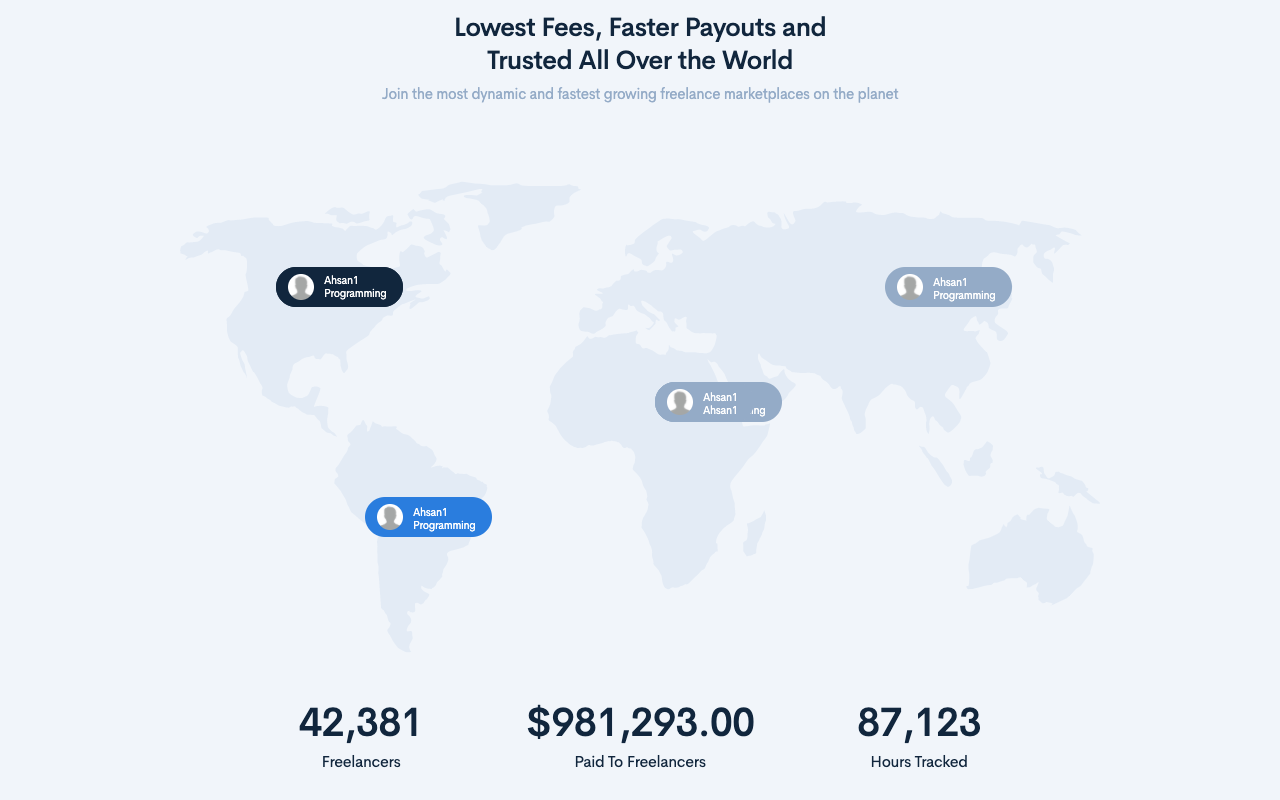 Lowest Fees, Faster Payouts and
Trusted All Over the World
Join the most dynamic and fastest growing freelance marketplaces on the planet
Ahsan1
Programming
Ahsan1
Programming
Ahsan1
Ahsan1 ing
Ahsan1
Programming
42,381
$981,293.00
87,123
Freelancers
Paid To Freelancers
Hours Tracked